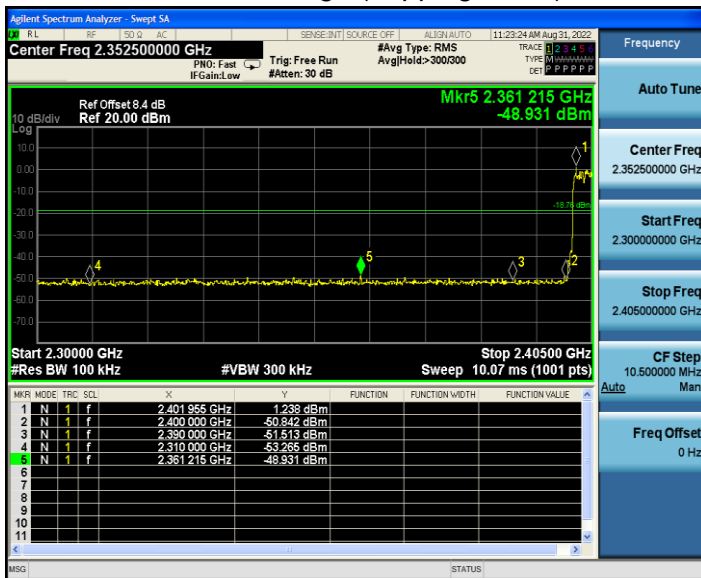 Agilent Spectrum Analyzer - Swept SA
LXI RL RF 50 Ω AC SENSE:INT SOURCE OFF ALIGN AUTO 11:23:24 AM Aug 31, 2022
Center Freq 2.352500000 GHz #Avg Type: RMS TRACE 1 2 3 4 5 6
PNO: Fast Trig: Free Run Avg|Hold:>300/300 TYPE M
IFGain:Low #Atten: 30 dB DET P P P P P P
Mkr5 2.361 215 GHz
-48.931 dBm
Ref Offset 8.4 dB
10 dB/div Ref 20.00 dBm
Log
10.0
0.00
-10.0
-20.0
-30.0
-40.0
-50.0
-60.0
-70.0
1
-18.76 dBm
4
5
3
2
Start 2.30000 GHz Stop 2.40500 GHz
#Res BW 100 kHz #VBW 300 kHz Sweep 10.07 ms (1001 pts)
MKR MODE TRC SCL X Y FUNCTION FUNCTION WIDTH FUNCTION VALUE
1 N 1 f 2.401 955 GHz 1.238 dBm
2 N 1 f 2.400 000 GHz -50.842 dBm
3 N 1 f 2.390 000 GHz -51.513 dBm
4 N 1 f 2.310 000 GHz -53.265 dBm
5 N 1 f 2.361 215 GHz -48.931 dBm
6
7
8
9
10
11
MSG STATUS
Frequency
Auto Tune
Center Freq
2.352500000 GHz
Start Freq
2.300000000 GHz
Stop Freq
2.405000000 GHz
CF Step
10.500000 MHz
Auto Man
Freq Offset
0 Hz